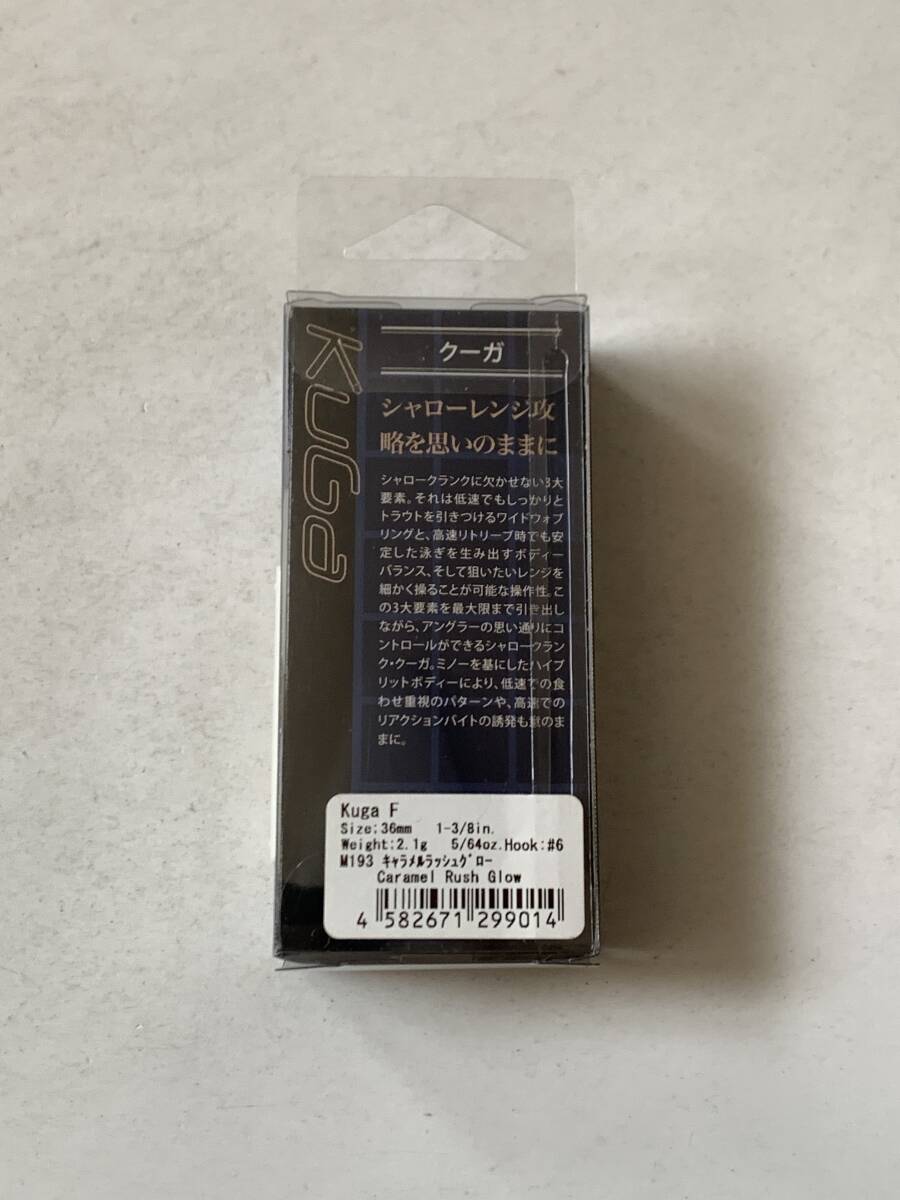 KuGa
クーガ
シャローレンジ攻
略を思いのままに
シャロークランクに欠かせない3大
要素。それは低速でもしっかりと
トラウトを引きつけるワイドウォブ
リングと、高速リトリーブ時でも安
定した泳ぎを生み出すボディー
バランス、そして狙いたいレンジを
細かく操ることが可能な操作性。こ
の3大要素を最大限まで引き出し
ながら、アングラーの思い通りにコ
ントロールができるシャロークラン
ク・クーガ。ミノーを基にしたハイブ
リットボディーにより、低速での食
わせ重視のパターンや、高速での
リアクションバイトの誘発も意のま
まに。
Kuga F
Size:36mm 1-3/8in.
Weight:2.1g 5/64oz. Hook:#6
M193 ｷｬﾗﾒﾙﾗｯｼｭｸﾞﾛｰ
Caramel Rush Glow
4 582671 299014